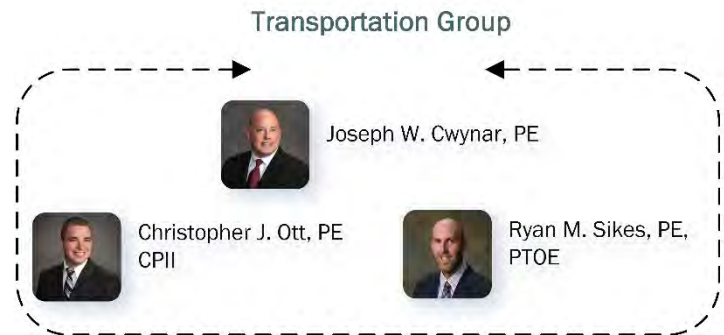 Transportation Group
Joseph W. Cwynar, PE
Christopher J. Ott, PE
CPII
Ryan M. Sikes, PE,
PTOE